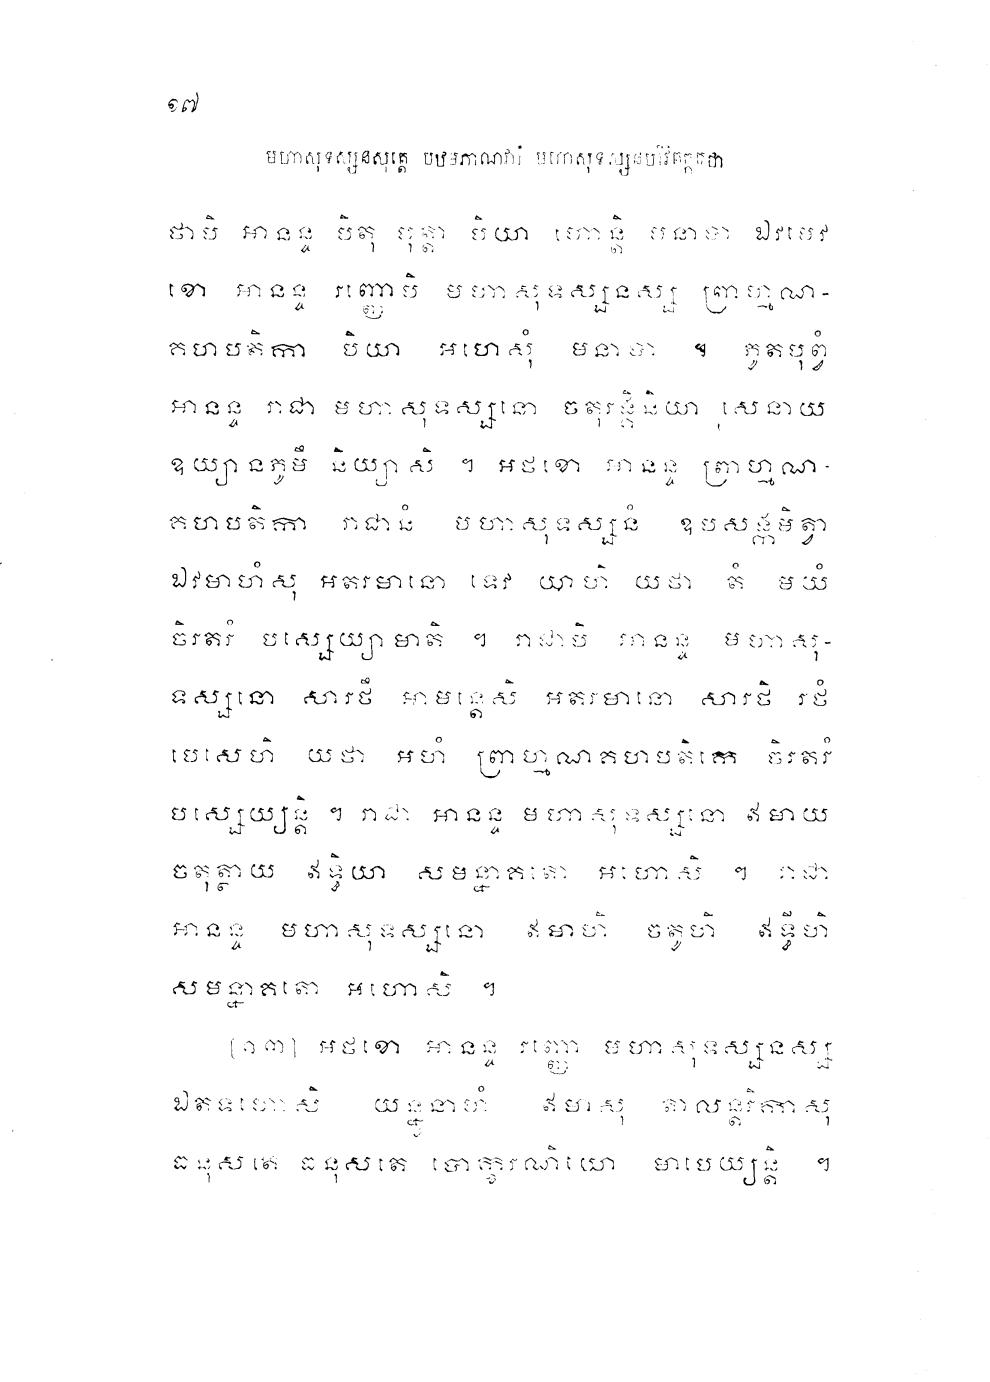 ១៧
មហាសុទស្សនសុត្តេ បឋមភាណវារំ មហាសុទស្សនបរិវិតក្កកថា
ថាបិ អានន្ទ បិតុ បុត្តា បិយា ហោន្តិ មនាបា ឯវមេវ
ខោ អានន្ទ រញ្ញោបិ មហាសុទស្សនស្ស ព្រាហ្មណ-
គហបតិកា បិយា អហេសុំ មនាបា ។ ភូតបុព្វំ
អានន្ទ រាជា មហាសុទស្សនោ ចតុរង្គិនិយា សេនាយ
ឧយ្យានភូមឹ និយ្យាសិ ។ អថខោ អានន្ទ ព្រាហ្មណ-
គហបតិកា រាជានំ មហាសុទស្សនំ ឧបសង្កមិត្វា
ឯវមាហំសុ អតរមានោ ទេវ យាហិ យថា តំ មយំ
ចិរតរំ បស្សេយ្យាមាតិ ។ រាជាបិ អានន្ទ មហាសុ-
ទស្សនោ សារថឹ អាមន្តេសិ អតរមានោ សារថិ រថំ
បេសេហិ យថា អហំ ព្រាហ្មណគហបតិកេ ចិរតរំ
បស្សេយ្យន្តិ ។ រាជា អានន្ទ មហាសុទស្សនោ ឥមាយ
ចតុត្ថាយ ឥទ្ធិយា សមន្នាគតោ អហោសិ ។ រាជា
អានន្ទ មហាសុទស្សនោ ឥមាហិ ចតូហិ ឥទ្ធីហិ
សមន្នាគតោ អហោសិ ។
[១៣] អថខោ អានន្ទ រញ្ញោ មហាសុទស្សនស្ស
ឯតទហោសិ យន្នូនាហំ ឥមាសុ តាលន្តរិកាសុ
ធនុសតេ ធនុសតេ បោក្ខរណិយោ មាបេយ្យន្តិ ។